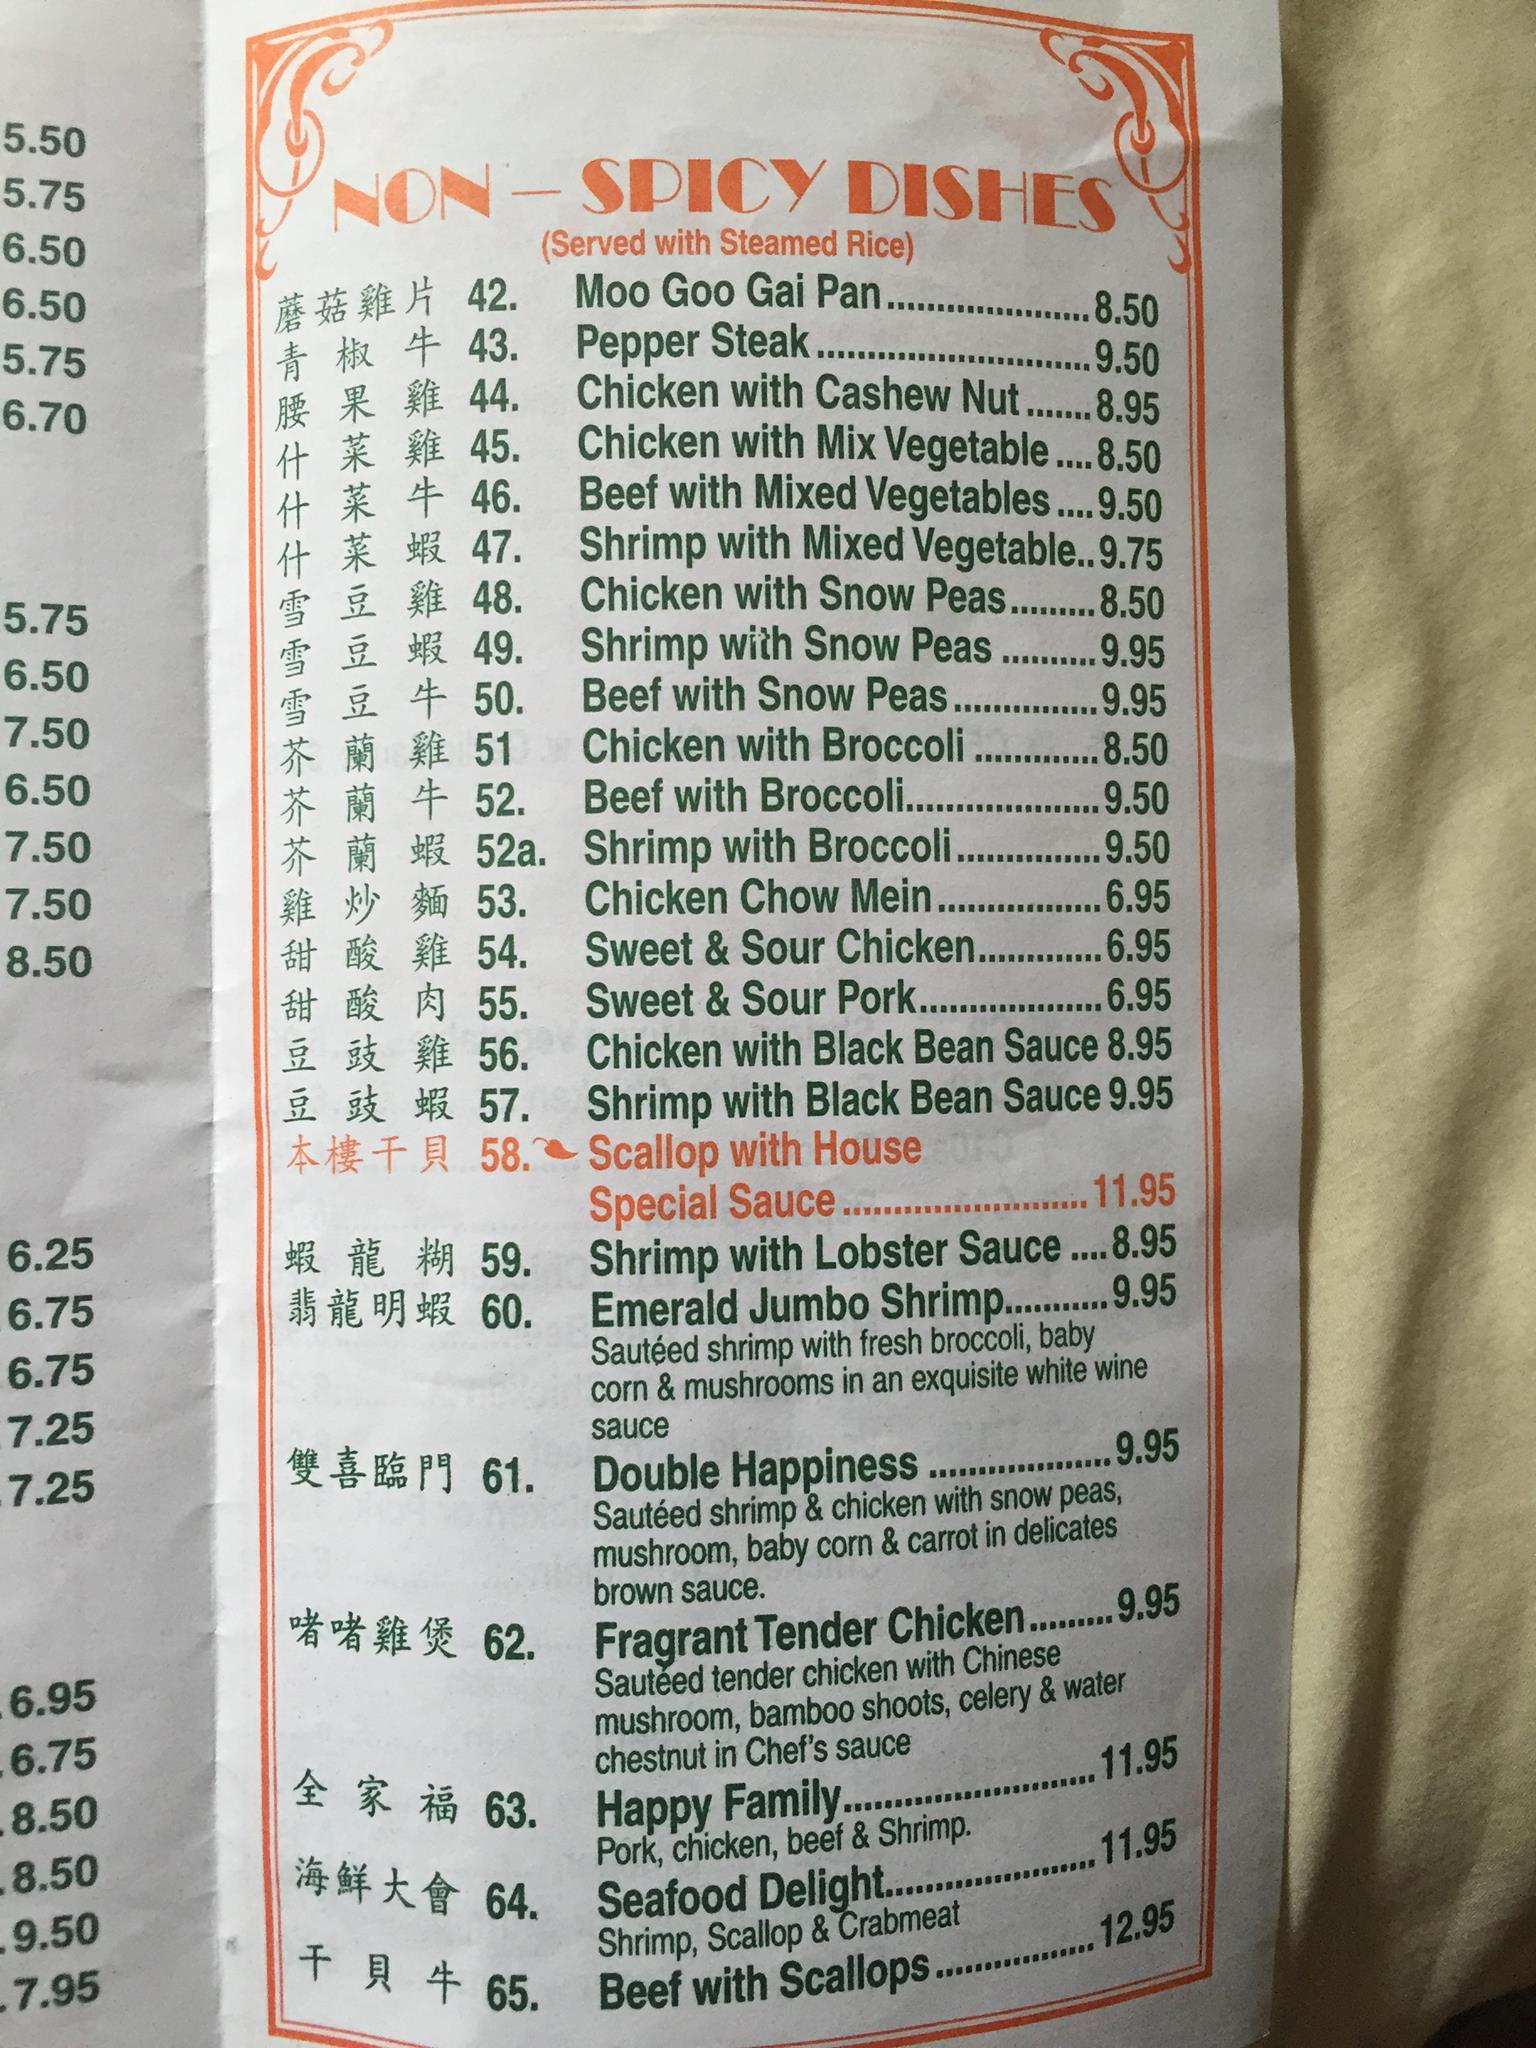 5.50
5.75
6.50
6.50
5.75
6.70
5.75
6.50
7.50
6.50
7.50
7.50
8.50
6.25
6.75
6.75
7.25
7.25
6.95
6.75
8.50
8.50
9.50
7.95
NON – SPICY DISHES
(Served with Steamed Rice)
蘑菇雞片 42. Moo Goo Gai Pan....................8.50
青椒牛 43. Pepper Steak...........................9.50
腰果雞 44. Chicken with Cashew Nut.......8.95
什菜雞 45. Chicken with Mix Vegetable....8.50
什菜牛 46. Beef with Mixed Vegetables....9.50
什菜蝦 47. Shrimp with Mixed Vegetable..9.75
雪豆雞 48. Chicken with Snow Peas.........8.50
雪豆蝦 49. Shrimp with Snow Peas..........9.95
雪豆牛 50. Beef with Snow Peas...............9.95
芥蘭雞 51 Chicken with Broccoli.............8.50
芥蘭牛 52. Beef with Broccoli...................9.50
芥蘭蝦 52a. Shrimp with Broccoli...............9.50
雞炒麵 53. Chicken Chow Mein.................6.95
甜酸雞 54. Sweet & Sour Chicken.............6.95
甜酸肉 55. Sweet & Sour Pork...................6.95
豆豉雞 56. Chicken with Black Bean Sauce 8.95
豆豉蝦 57. Shrimp with Black Bean Sauce 9.95
本樓干貝 58. Scallop with House
Special Sauce........................11.95
蝦龍糊 59. Shrimp with Lobster Sauce....8.95
翡龍明蝦 60. Emerald Jumbo Shrimp...........9.95
Sautéed shrimp with fresh broccoli, baby
corn & mushrooms in an exquisite white wine
sauce
雙喜臨門 61. Double Happiness...................9.95
Sautéed shrimp & chicken with snow peas,
mushroom, baby corn & carrot in delicates
brown sauce.
啫啫雞煲 62. Fragrant Tender Chicken.........9.95
Sautéed tender chicken with Chinese
mushroom, bamboo shoots, celery & water
chestnut in Chef's sauce
全家福 63. Happy Family.........................11.95
Pork, chicken, beef & Shrimp.
海鮮大會 64. Seafood Delight.....................11.95
Shrimp, Scallop & Crabmeat
干貝牛 65. Beef with Scallops................12.95